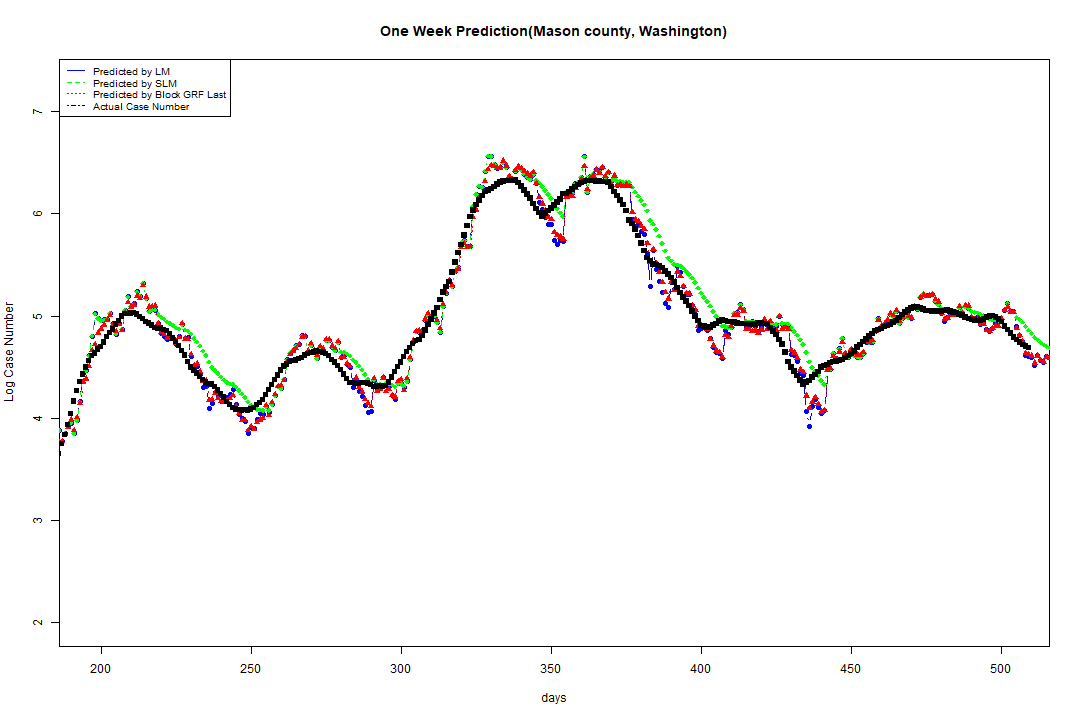 One Week Prediction(Mason county, Washington)
Predicted by LM
Predicted by SLM
Predicted by Block GRF Last
Actual Case Number
Log Case Number
7
6
5
4
3
2
200 250 300 350 400 450 500
days